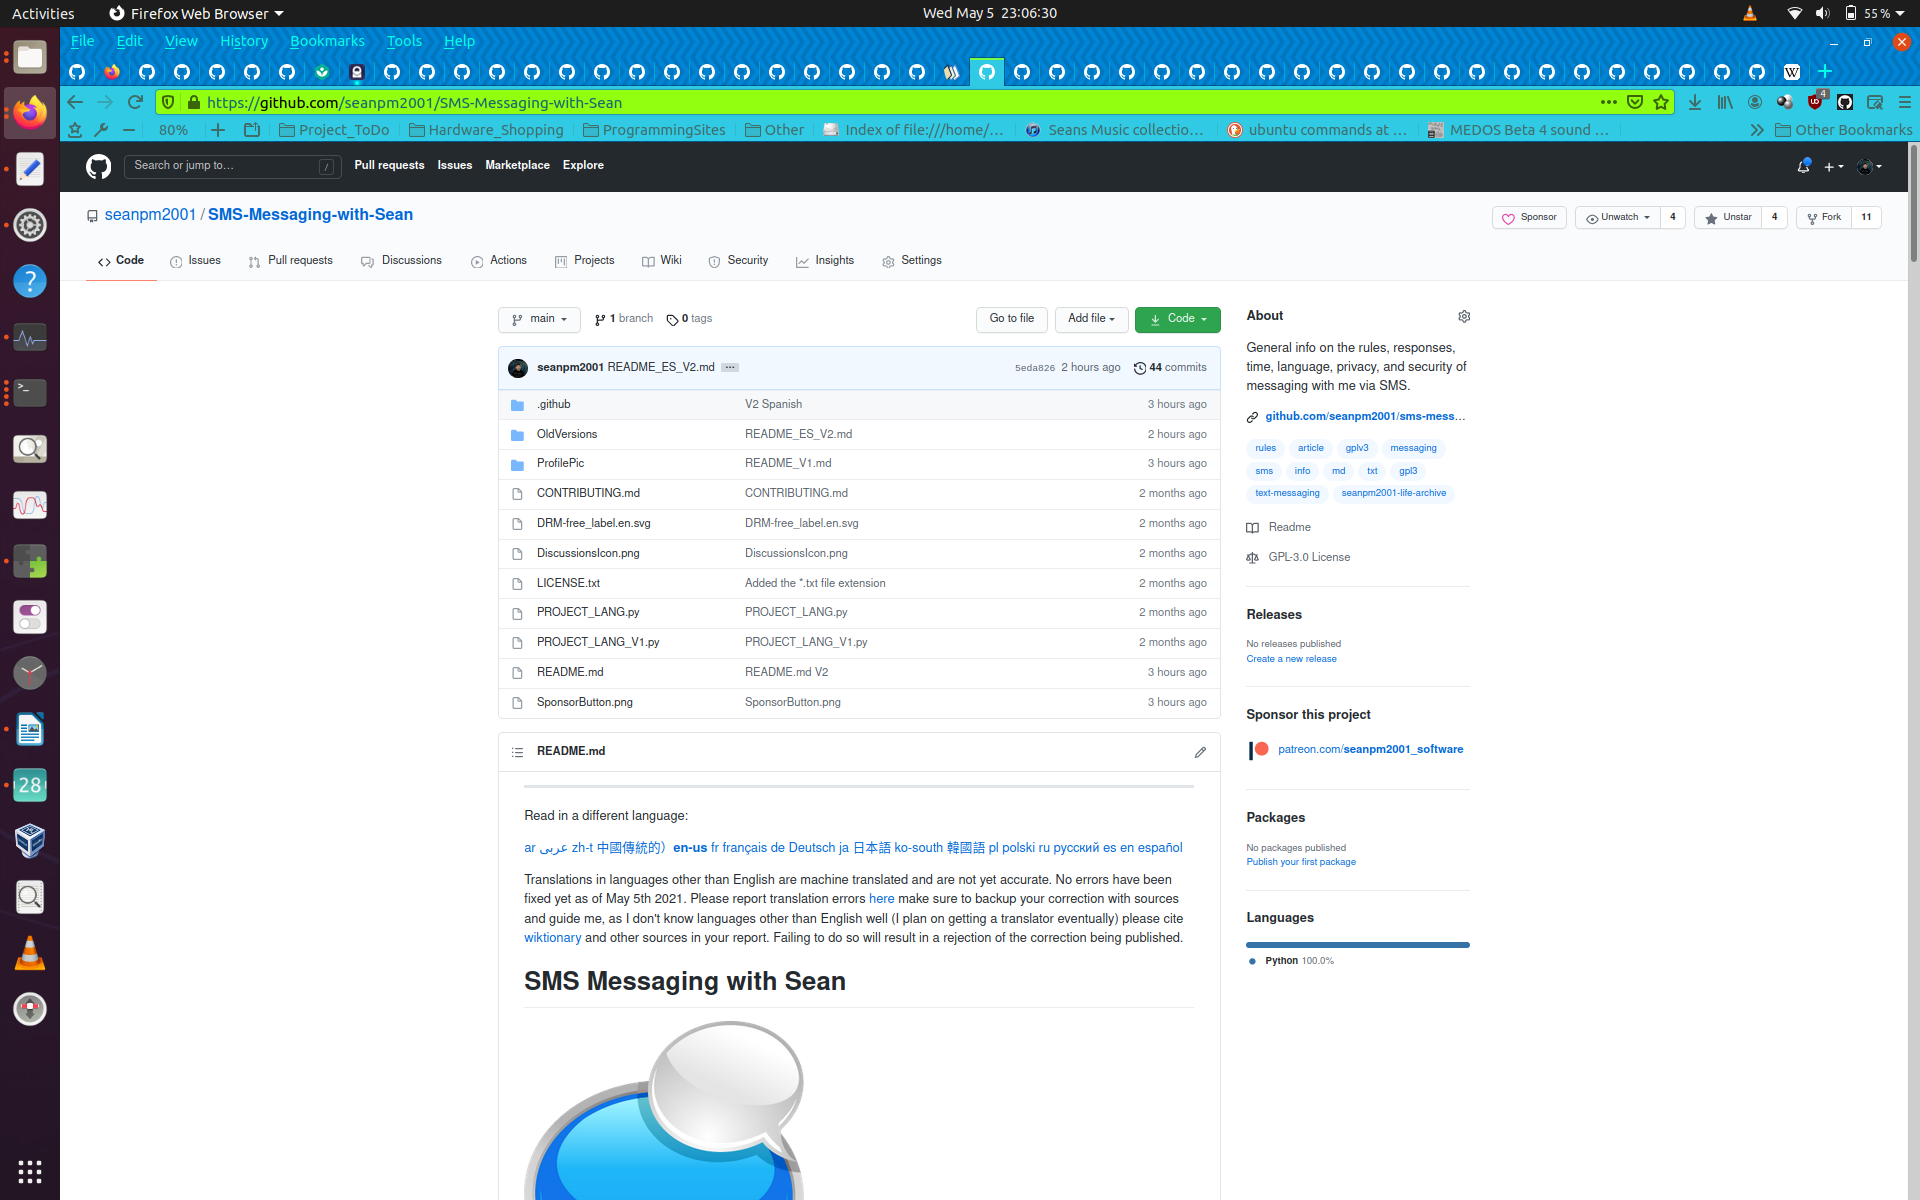 Activities Firefox Web Browser Wed May 5 23:06:30 55 %
File Edit View History Bookmarks Tools Help
https://github.com/seanpm2001/SMS-Messaging-with-Sean 4
80% Project_ToDo Hardware_Shopping ProgrammingSites Other Index of file:///home/… Seans Music collectio… ubuntu commands at … MEDOS Beta 4 sound … Other Bookmarks
Search or jump to… / Pull requests Issues Marketplace Explore
seanpm2001 / SMS-Messaging-with-Sean Sponsor Unwatch 4 Unstar 4 Fork 11
Code Issues Pull requests Discussions Actions Projects Wiki Security Insights Settings
main 1 branch 0 tags Go to file Add file Code
seanpm2001 README_ES_V2.md … 5eda826 2 hours ago 44 commits
.github V2 Spanish 3 hours ago
OldVersions README_ES_V2.md 2 hours ago
ProfilePic README_V1.md 3 hours ago
CONTRIBUTING.md CONTRIBUTING.md 2 months ago
DRM-free_label.en.svg DRM-free_label.en.svg 2 months ago
DiscussionsIcon.png DiscussionsIcon.png 2 months ago
LICENSE.txt Added the *.txt file extension 2 months ago
PROJECT_LANG.py PROJECT_LANG.py 2 months ago
PROJECT_LANG_V1.py PROJECT_LANG_V1.py 2 months ago
README.md README.md V2 3 hours ago
SponsorButton.png SponsorButton.png 3 hours ago
README.md
Read in a different language:
ar عربى zh-t 中國傳統的） en-us fr français de Deutsch ja 日本語 ko-south 韓國語 pl polski ru русский es en español
Translations in languages other than English are machine translated and are not yet accurate. No errors have been
fixed yet as of May 5th 2021. Please report translation errors here make sure to backup your correction with sources
and guide me, as I don't know languages other than English well (I plan on getting a translator eventually) please cite
wiktionary and other sources in your report. Failing to do so will result in a rejection of the correction being published.
SMS Messaging with Sean
About
General info on the rules, responses,
time, language, privacy, and security of
messaging with me via SMS.
github.com/seanpm2001/sms-mess…
rules article gplv3 messaging
sms info md txt gpl3
text-messaging seanpm2001-life-archive
Readme
GPL-3.0 License
Releases
No releases published
Create a new release
Sponsor this project
patreon.com/seanpm2001_software
Packages
No packages published
Publish your first package
Languages
Python 100.0%
28